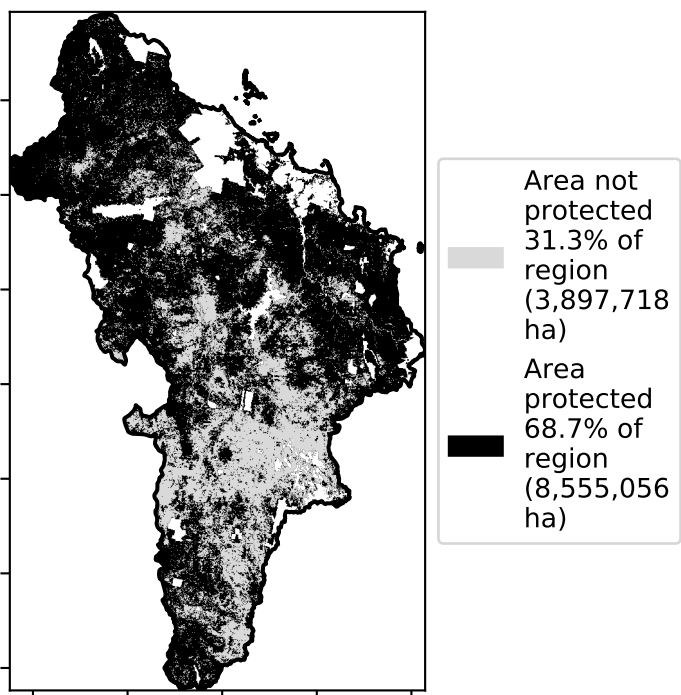 Area not
protected
31.3% of
region
(3,897,718
ha)
Area
protected
68.7% of
region
(8,555,056
ha)